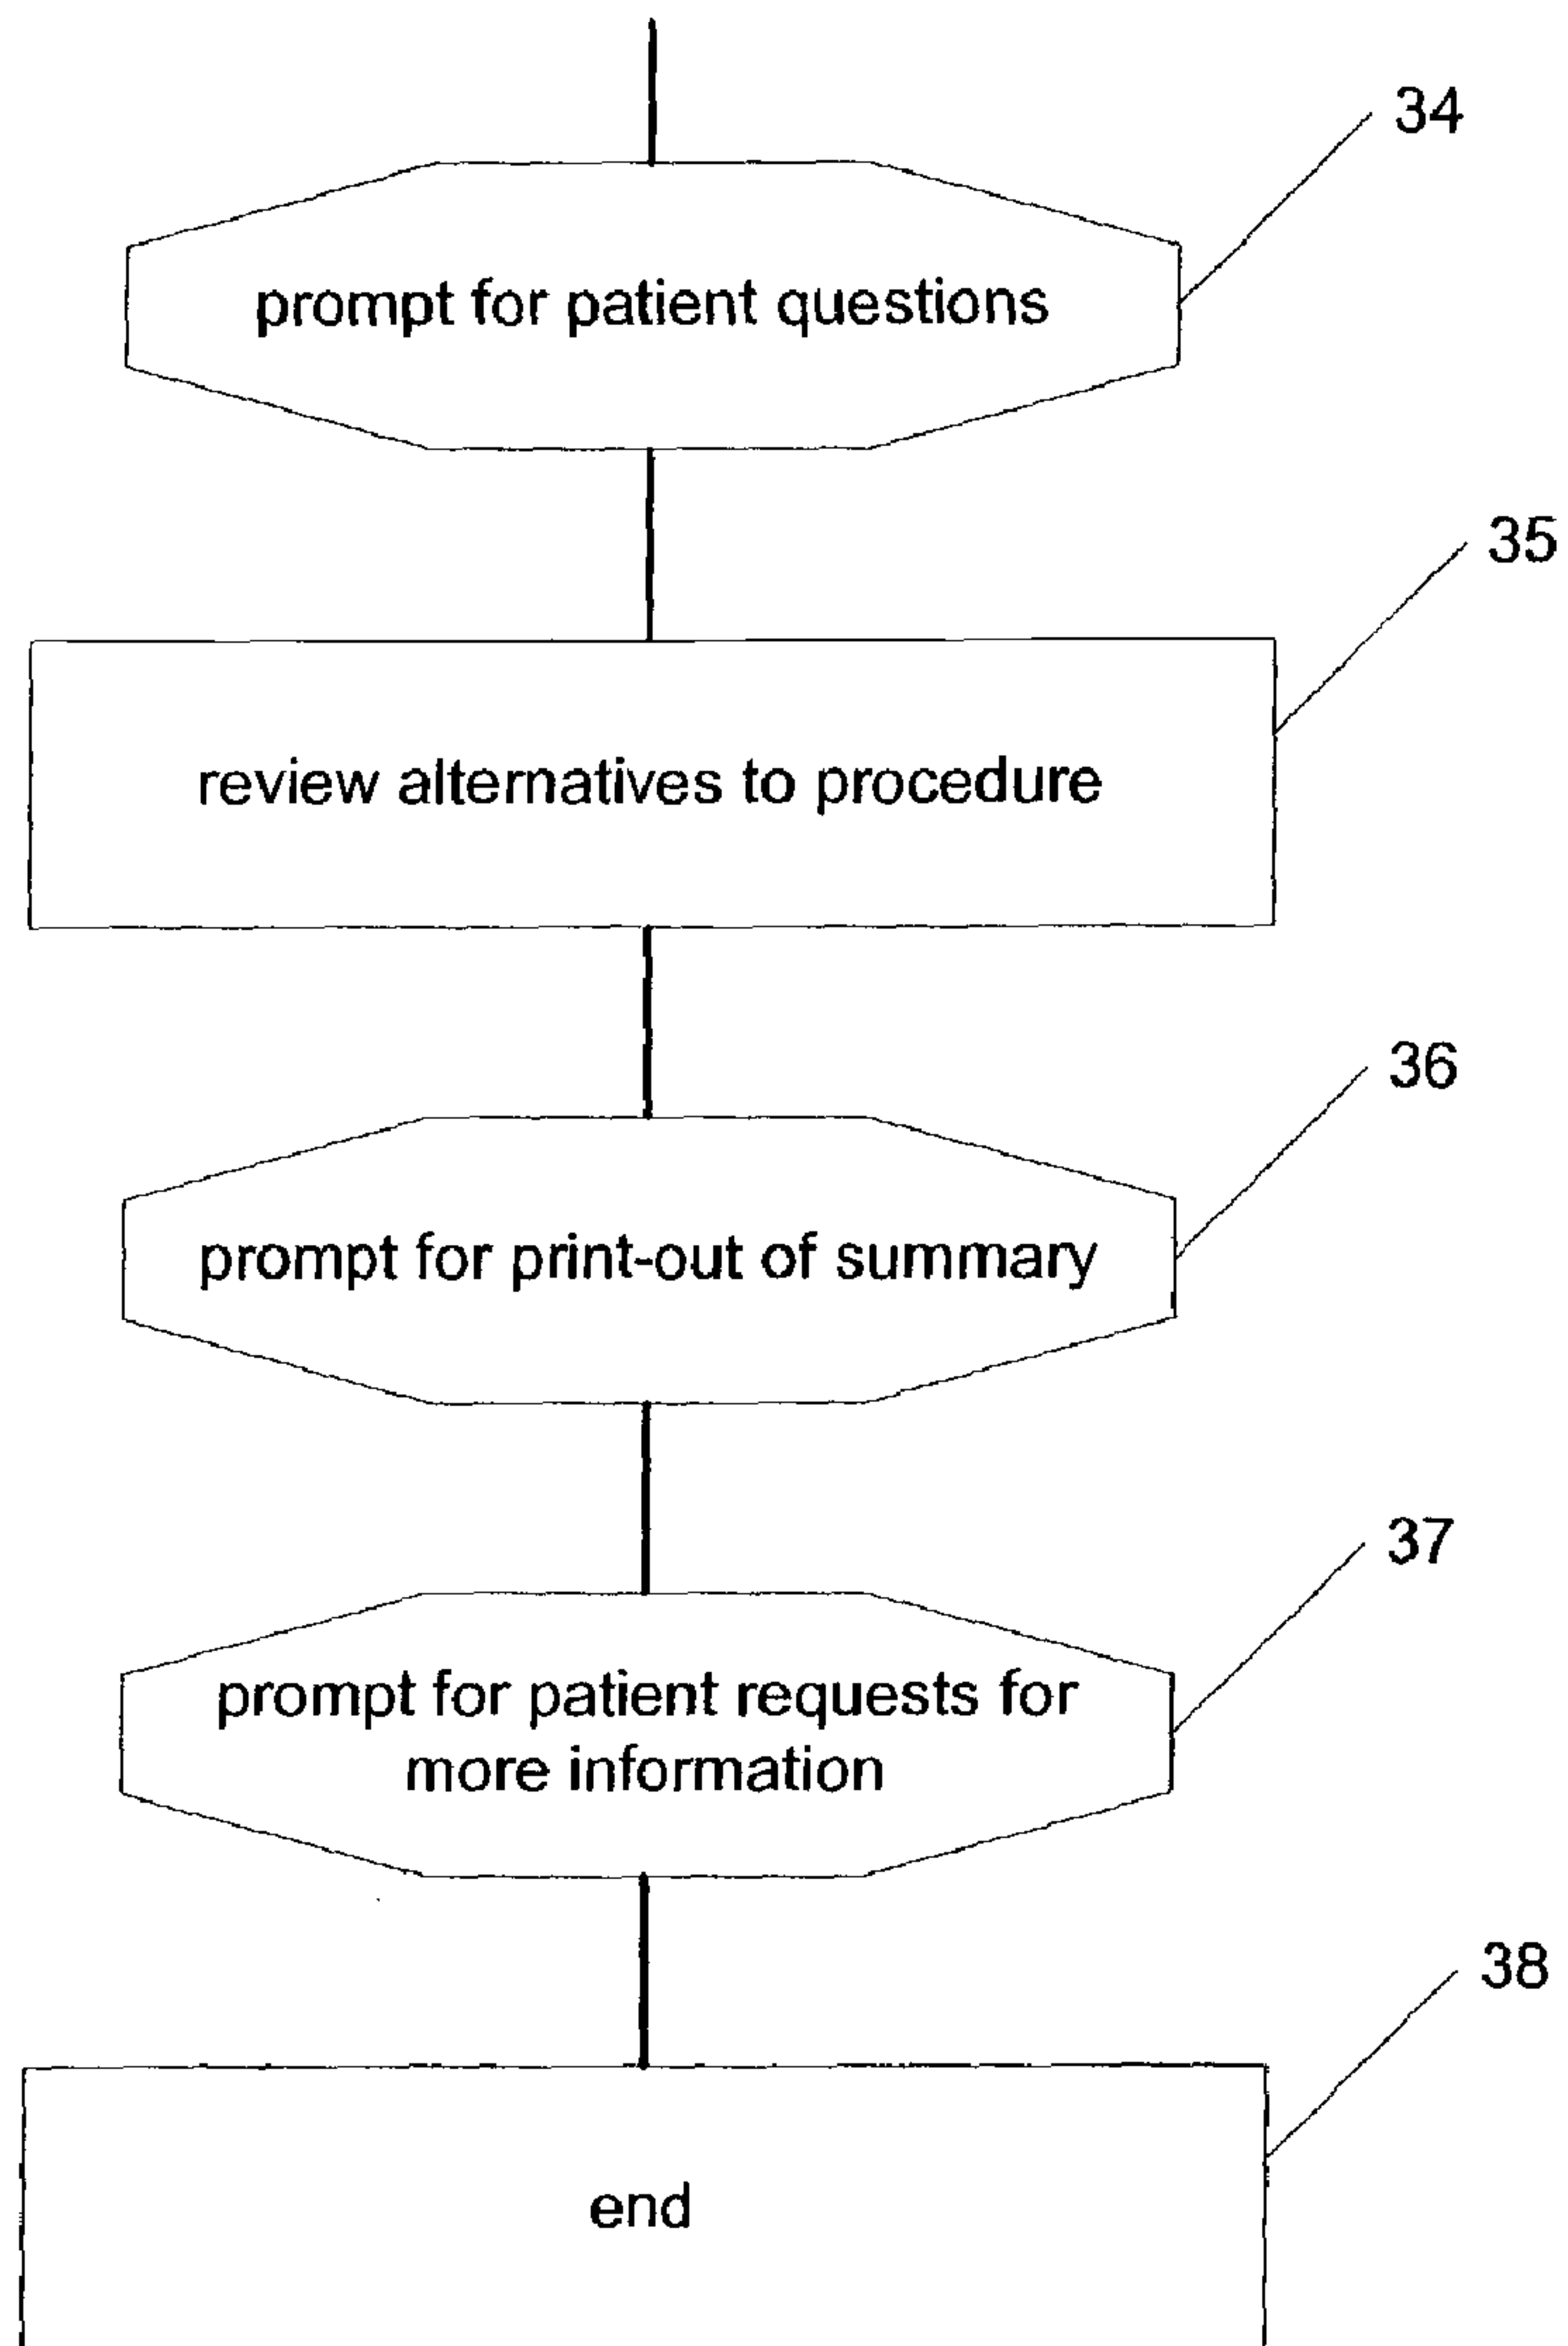 34
prompt for patient questions
35
review alternatives to procedure
36
prompt for print-out of summary
37
prompt for patient requests for
more information
38
end